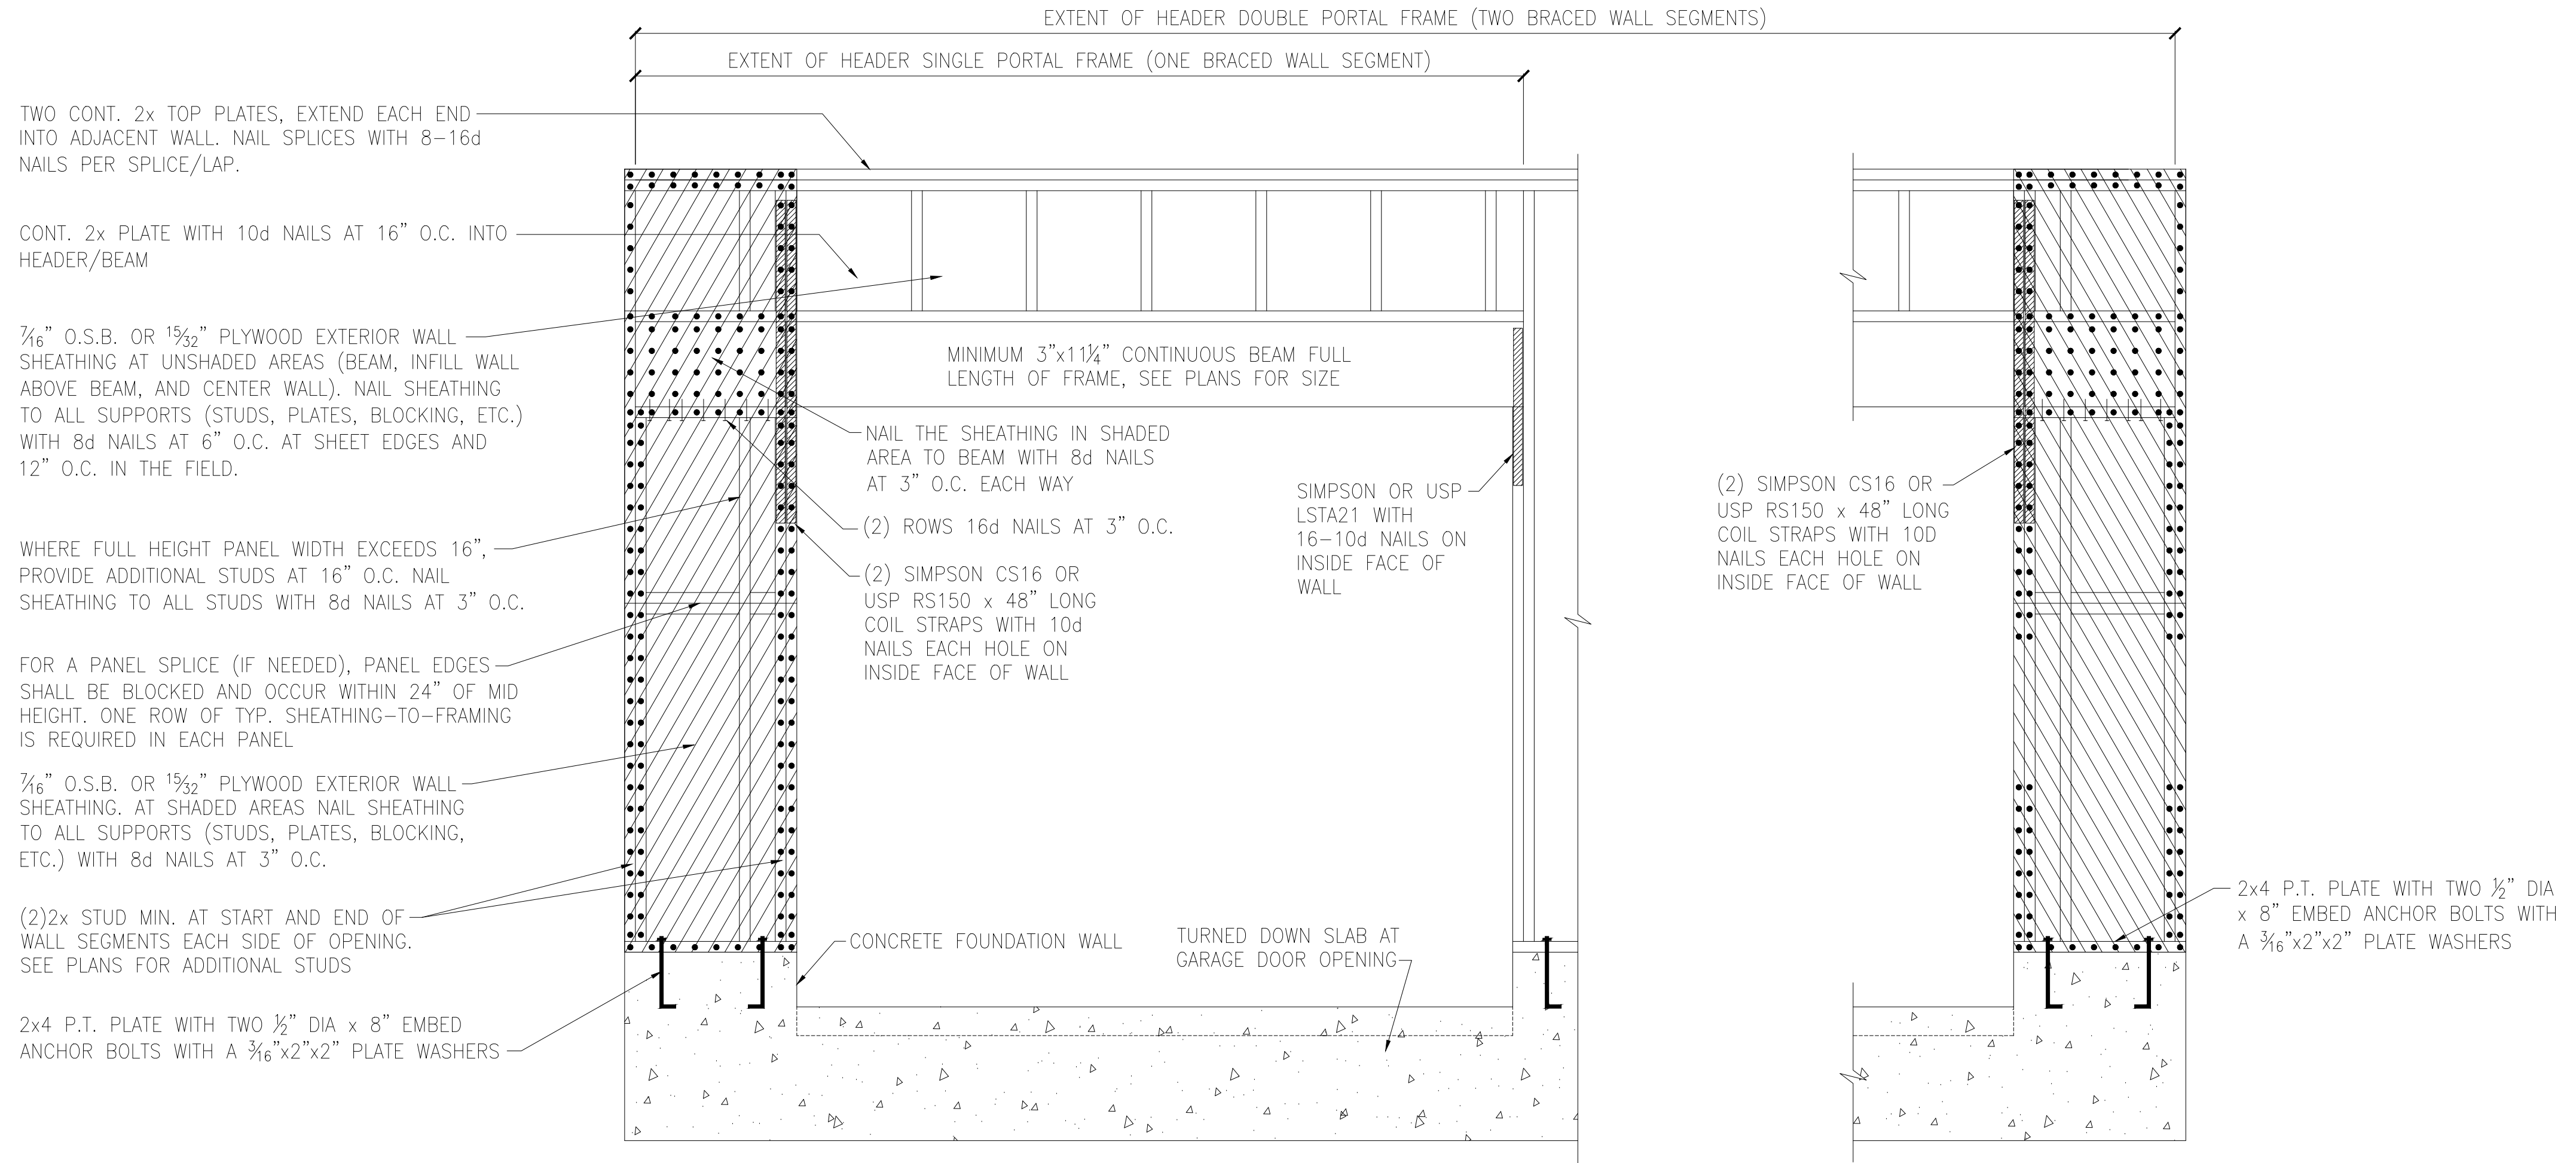 EXTENT OF HEADER DOUBLE PORTAL FRAME (TWO BRACED WALL SEGMENTS)
EXTENT OF HEADER SINGLE PORTAL FRAME (ONE BRACED WALL SEGMENT)
TWO CONT. 2x TOP PLATES, EXTEND EACH END
INTO ADJACENT WALL. NAIL SPLICES WITH 8-16d
NAILS PER SPLICE/LAP.
CONT. 2x PLATE WITH 10d NAILS AT 16" O.C. INTO
HEADER/BEAM
7/16" O.S.B. OR 15/32" PLYWOOD EXTERIOR WALL
SHEATHING AT UNSHADED AREAS (BEAM, INFILL WALL
ABOVE BEAM, AND CENTER WALL). NAIL SHEATHING
TO ALL SUPPORTS (STUDS, PLATES, BLOCKING, ETC.)
WITH 8d NAILS AT 6" O.C. AT SHEET EDGES AND
12" O.C. IN THE FIELD.
WHERE FULL HEIGHT PANEL WIDTH EXCEEDS 16",
PROVIDE ADDITIONAL STUDS AT 16" O.C. NAIL
SHEATHING TO ALL STUDS WITH 8d NAILS AT 3" O.C.
FOR A PANEL SPLICE (IF NEEDED), PANEL EDGES
SHALL BE BLOCKED AND OCCUR WITHIN 24" OF MID
HEIGHT. ONE ROW OF TYP. SHEATHING-TO-FRAMING
IS REQUIRED IN EACH PANEL
7/16" O.S.B. OR 15/32" PLYWOOD EXTERIOR WALL
SHEATHING. AT SHADED AREAS NAIL SHEATHING
TO ALL SUPPORTS (STUDS, PLATES, BLOCKING,
ETC.) WITH 8d NAILS AT 3" O.C.
(2)2x STUD MIN. AT START AND END OF
WALL SEGMENTS EACH SIDE OF OPENING.
SEE PLANS FOR ADDITIONAL STUDS
2x4 P.T. PLATE WITH TWO 1/2" DIA x 8" EMBED
ANCHOR BOLTS WITH A 3/16"x2"x2" PLATE WASHERS
MINIMUM 3"x11 1/4" CONTINUOUS BEAM FULL
LENGTH OF FRAME, SEE PLANS FOR SIZE
NAIL THE SHEATHING IN SHADED
AREA TO BEAM WITH 8d NAILS
AT 3" O.C. EACH WAY
(2) ROWS 16d NAILS AT 3" O.C.
(2) SIMPSON CS16 OR
USP RS150 x 48" LONG
COIL STRAPS WITH 10d
NAILS EACH HOLE ON
INSIDE FACE OF WALL
SIMPSON OR USP
LSTA21 WITH
16-10d NAILS ON
INSIDE FACE OF
WALL
CONCRETE FOUNDATION WALL
TURNED DOWN SLAB AT
GARAGE DOOR OPENING
(2) SIMPSON CS16 OR
USP RS150 x 48" LONG
COIL STRAPS WITH 10D
NAILS EACH HOLE ON
INSIDE FACE OF WALL
2x4 P.T. PLATE WITH TWO 1/2" DIA
x 8" EMBED ANCHOR BOLTS WITH
A 3/16"x2"x2" PLATE WASHERS